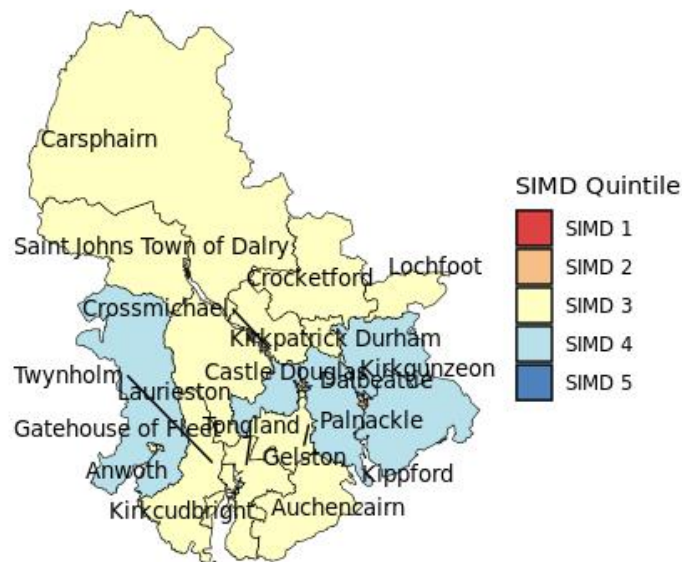 Carsphairn
SIMD Quintile
SIMD 1
SIMD 2
SIMD 3
SIMD 4
SIMD 5
Saint Johns Town of Dalry
Lochfoot
Crocketford
Crossmichael
Kirkpatrick Durham
Kirkgunzeon
Castle Douglas
Dalbeattie
Twynholm
Laurieston
Palnackle
Tongland
Gatehouse of Fleet
Gelston
Anwoth
Kippford
Auchencairn
Kirkcudbright